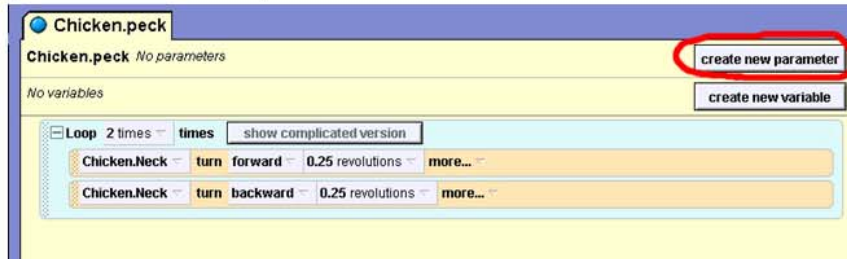 Chicken.peck
Chicken.peck No parameters
create new parameter
No variables
create new variable
Loop 2 times times show complicated version
Chicken.Neck turn forward 0.25 revolutions more...
Chicken.Neck turn backward 0.25 revolutions more...